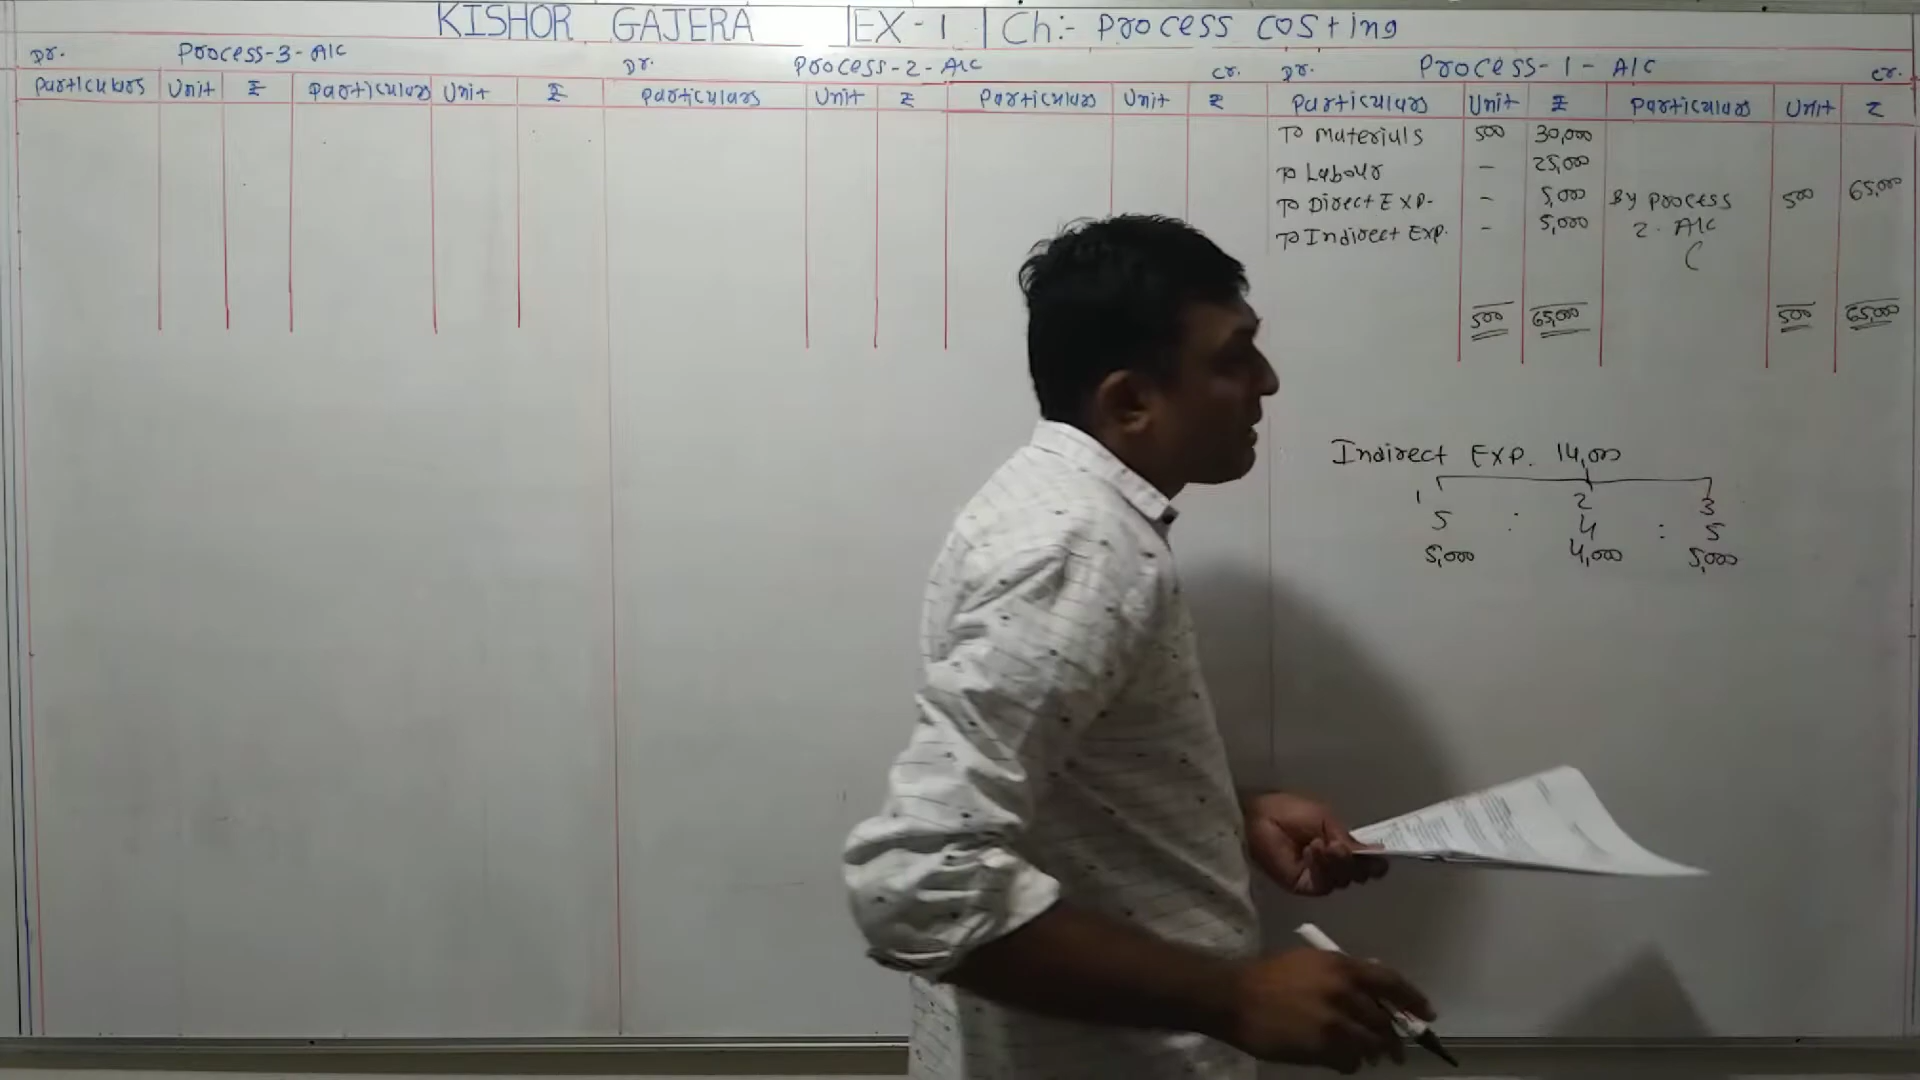 KISHOR GAJERA EX-1 Ch:- Process costing
Dr. Process-3-A/C
Particulars Unit ₹ Particulars Unit ₹
Dr. Process-2-A/C Cr.
Particulars Unit ₹ Particulars Unit ₹
Dr. Process-1-A/C Cr.
Particulars Unit ₹ Particulars Unit ₹
To Materials 500 30,000
To Labour - 25,000
To Direct Exp. - 5,000 By Process 500 65,000
To Indirect Exp. - 5,000 2. A/C
(
500 65,000 500 65,000
Indirect Exp. 14,000
1 2 3
5 : 4 : 5
5,000 4,000 5,000